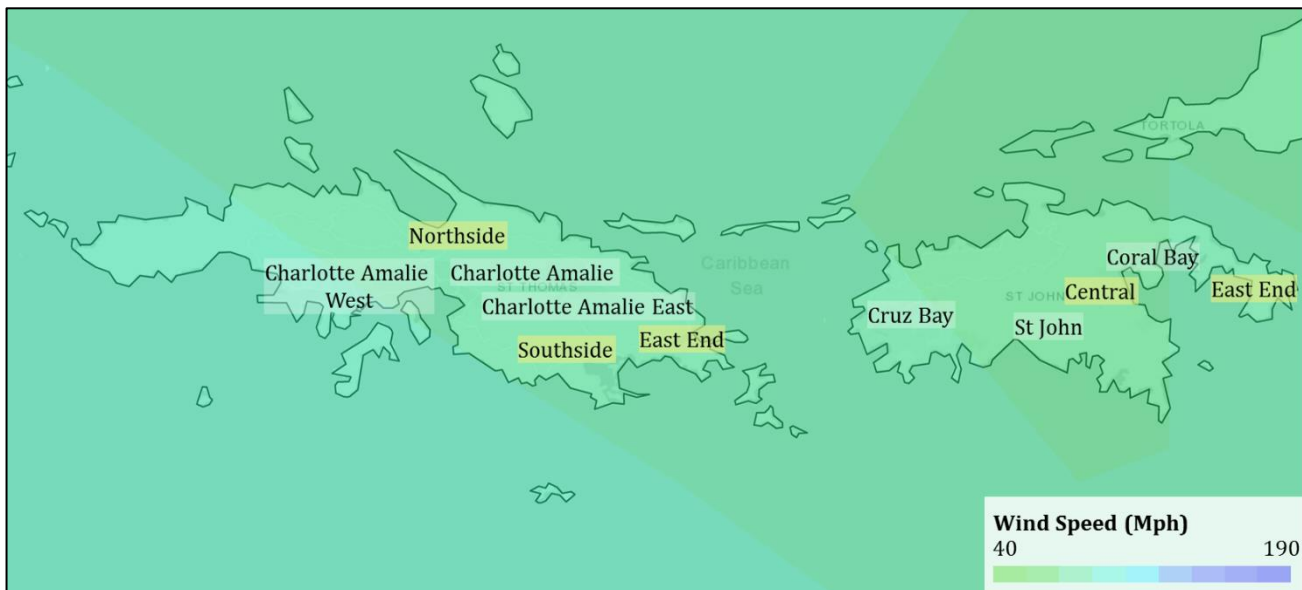 TORTOLA
Northside
Charlotte Amalie
West
Charlotte Amalie
ST THOMAS
Charlotte Amalie East
Southside
East End
Caribbean
Sea
Cruz Bay
Coral Bay
Central
East End
ST JOHN
St John
Wind Speed (Mph)
40 190